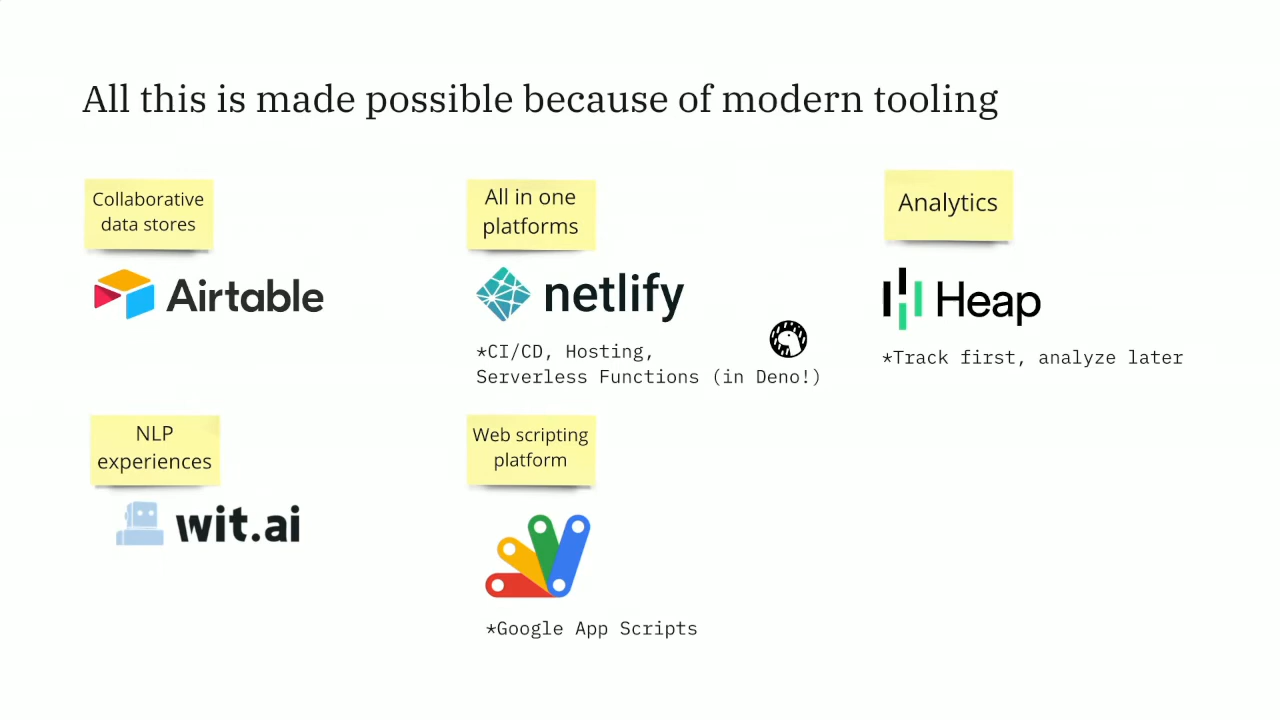 All this is made possible because of modern tooling
Collaborative
data stores
Airtable
All in one
platforms
netlify
*CI/CD, Hosting,
Serverless Functions (in Deno!)
Analytics
Heap
*Track first, analyze later
NLP
experiences
wit.ai
Web scripting
platform
*Google App Scripts